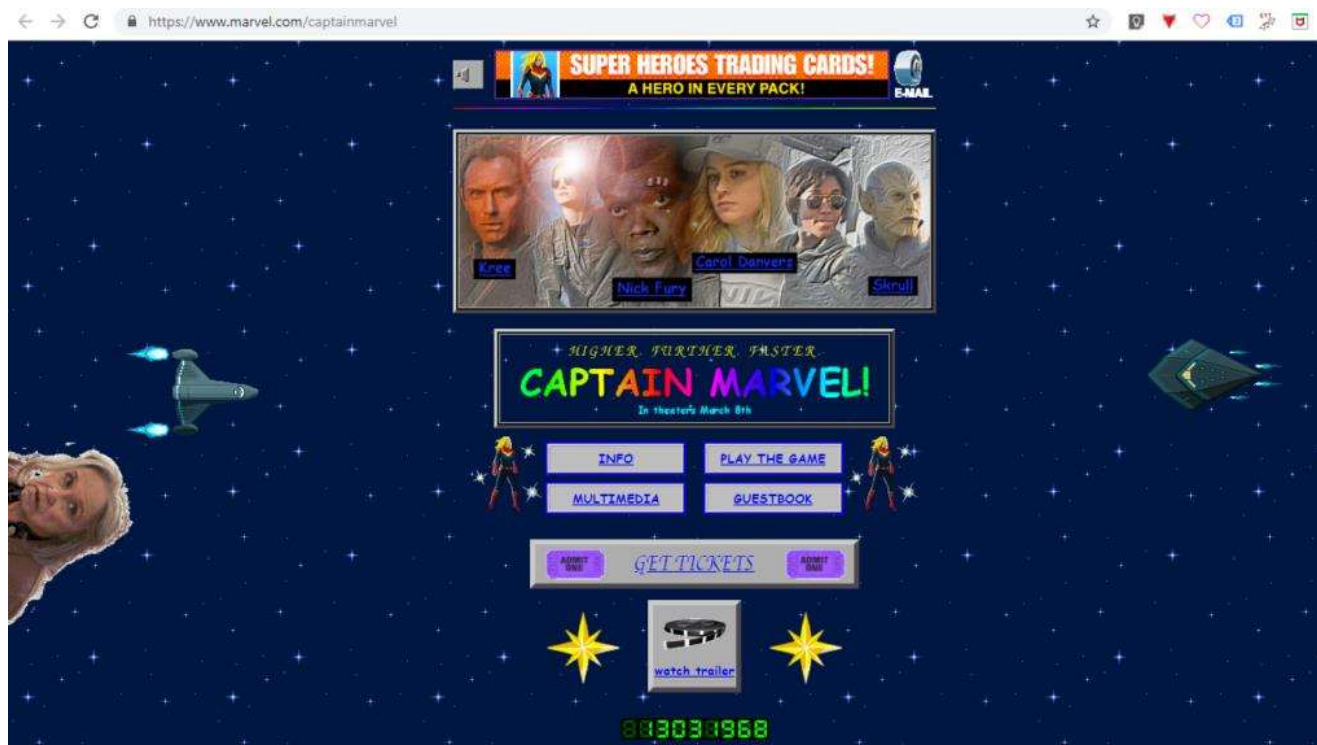 https://www.marvel.com/captainmarvel
SUPER HEROES TRADING CARDS!
A HERO IN EVERY PACK!
E-MAIL
Kree
Nick Fury
Carol Danvers
Skrull
HIGHER. FURTHER. FASTER.
CAPTAIN MARVEL!
In theaters March 8th
INFO
PLAY THE GAME
MULTIMEDIA
GUESTBOOK
ADMIT ONE
GET TICKETS
ADMIT ONE
watch trailer
13031968